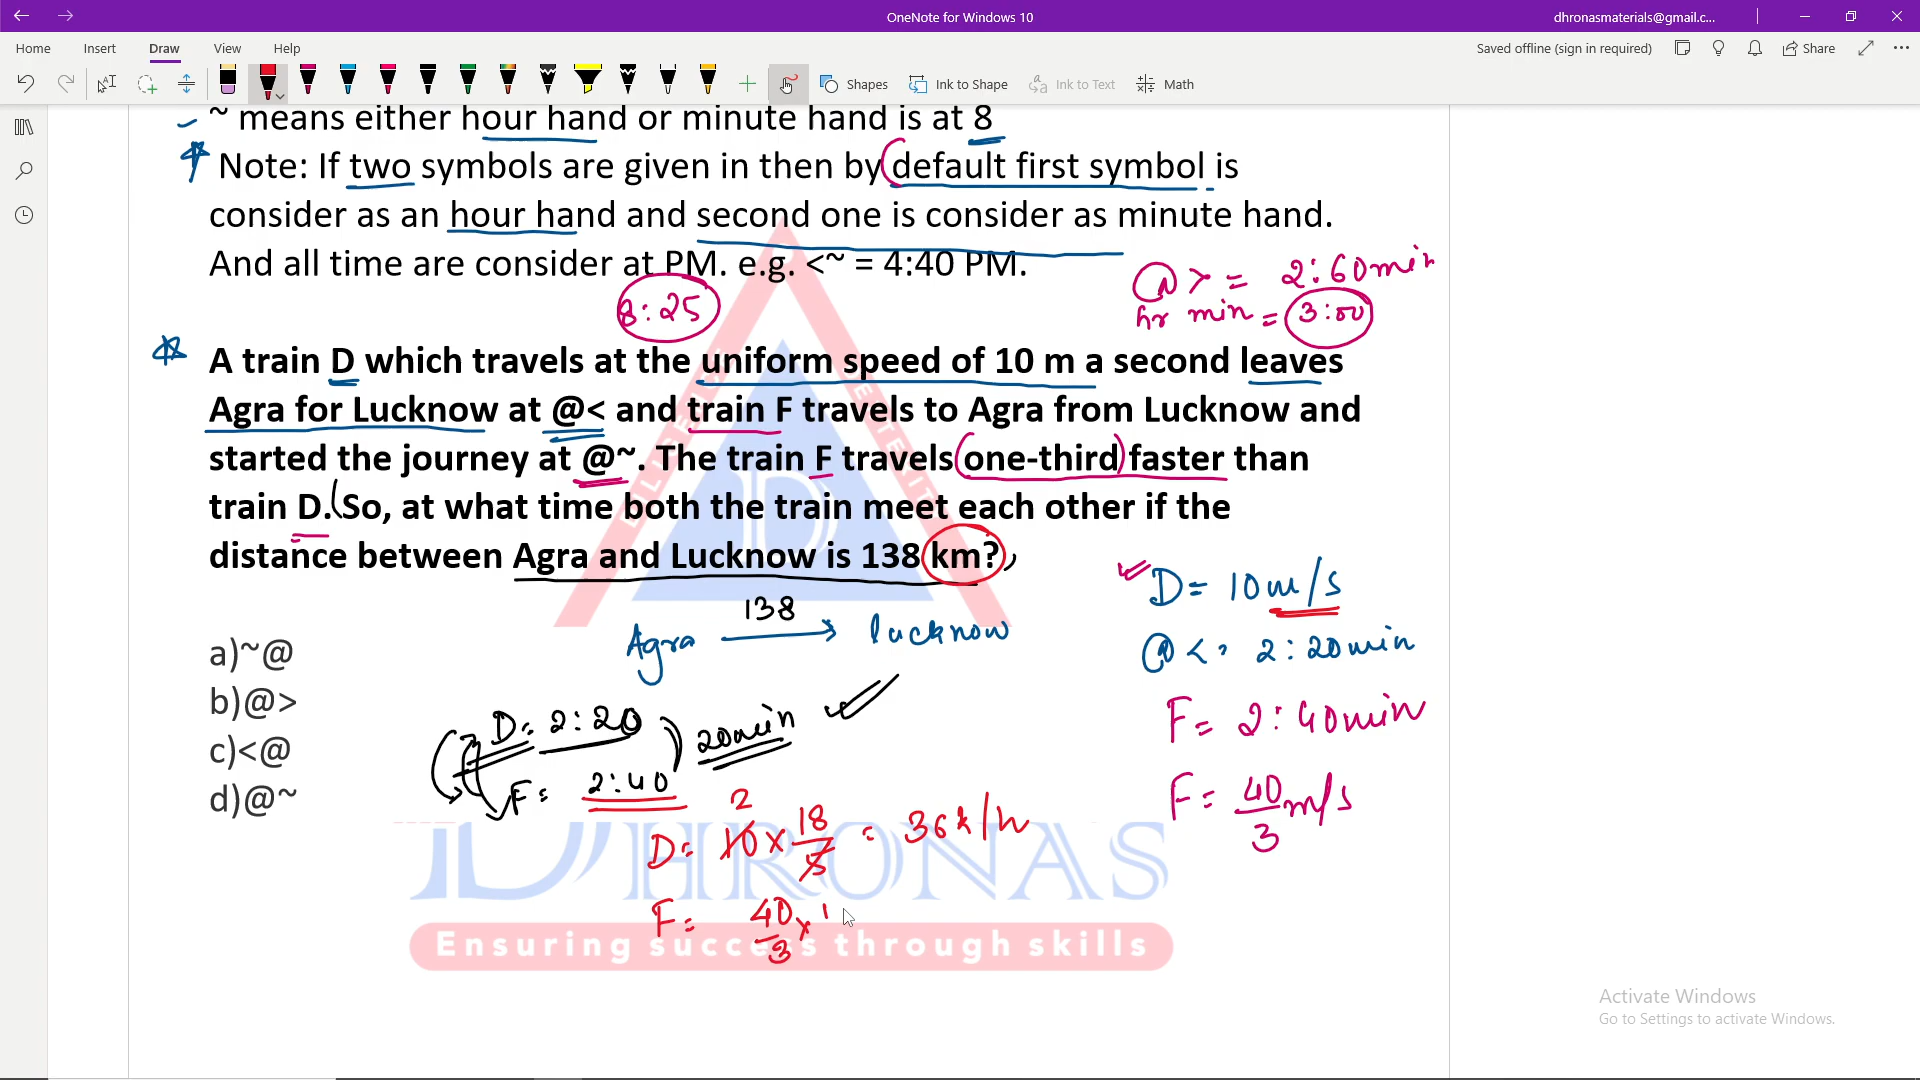 OneNote for Windows 10
dhronasmaterials@gmail.c...
Home Insert Draw View Help
Saved offline (sign in required)
Share
Shapes
Ink to Shape
Ink to Text
Math
~ means either hour hand or minute hand is at 8
Note: If two symbols are given in then by default first symbol is
consider as an hour hand and second one is consider as minute hand.
And all time are consider at PM. e.g. <~ = 4:40 PM.
@ > = 2:60min
hr min = 3:00
8:25
A train D which travels at the uniform speed of 10 m a second leaves
Agra for Lucknow at @< and train F travels to Agra from Lucknow and
started the journey at @~. The train F travels one-third faster than
train D. So, at what time both the train meet each other if the
distance between Agra and Lucknow is 138 km?
D= 10m/s
138
Agra → lucknow
@ < 2:20min
a)~@
b)@>
c)<@
d)@~
F= 2:40min
D: 2:20
20min
F: 2:40
F= 40/3 m/s
D= 10 x 18/5 = 36k/h
2
F= 40/3 x 1
DILIGENCE
DHRONAS
Ensuring success through skills
Activate Windows
Go to Settings to activate Windows.